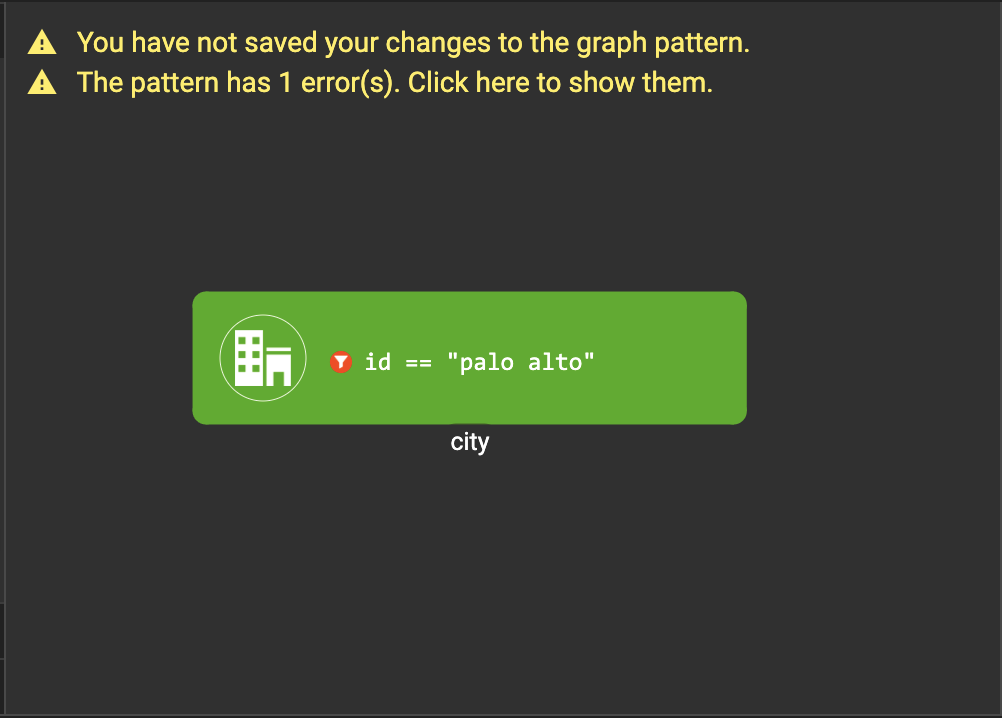 You have not saved your changes to the graph pattern.
The pattern has 1 error(s). Click here to show them.
id == "palo alto"
city